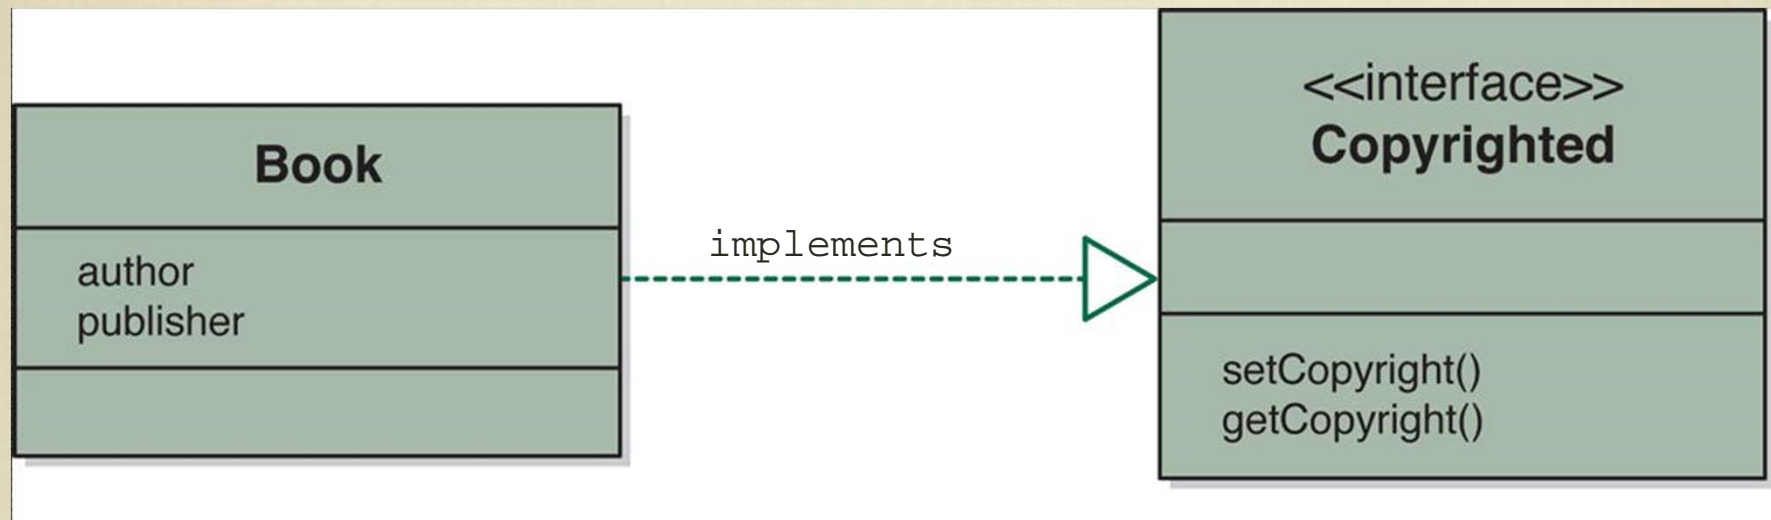 Book
author
publisher
implements
<<interface>>
Copyrighted
setCopyright()
getCopyright()